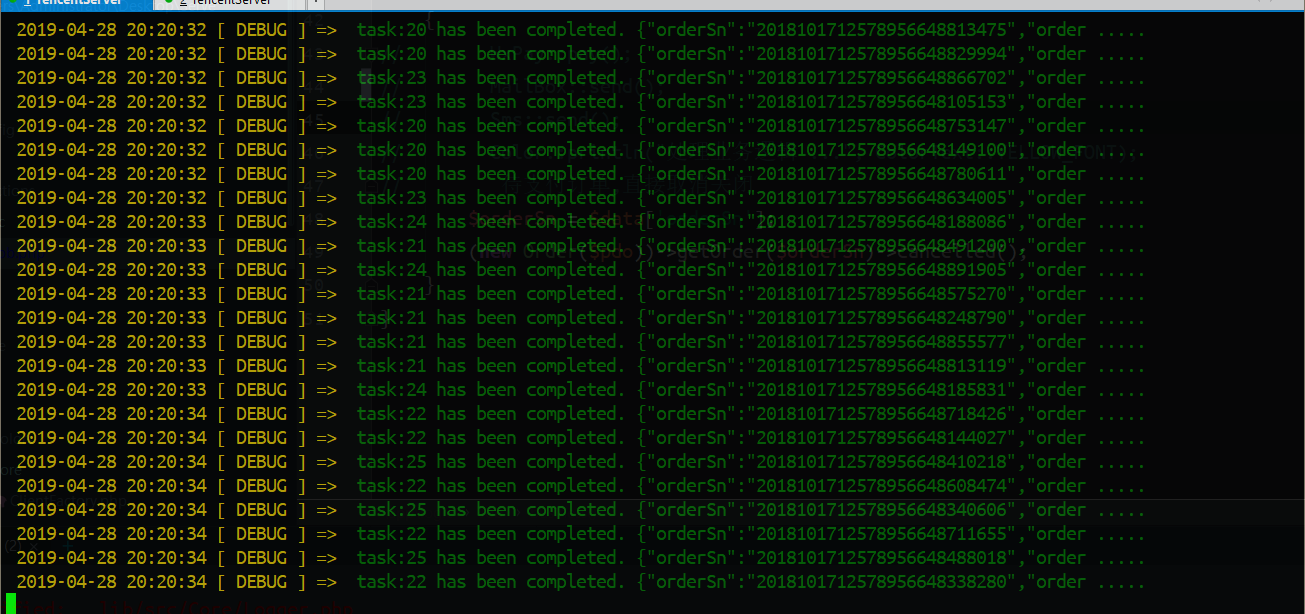 1 TencentServer 2 TencentServer +
2019-04-28 20:20:32 [ DEBUG ] => task:20 has been completed. {"orderSn":"20181017125789566488​13475","order .....
2019-04-28 20:20:32 [ DEBUG ] => task:20 has been completed. {"orderSn":"2018101712578956648829994","order .....
2019-04-28 20:20:32 [ DEBUG ] => task:23 has been completed. {"orderSn":"2018101712578956648866702","order .....
2019-04-28 20:20:32 [ DEBUG ] => task:23 has been completed. {"orderSn":"2018101712578956648105153","order .....
2019-04-28 20:20:32 [ DEBUG ] => task:20 has been completed. {"orderSn":"2018101712578956648753147","order .....
2019-04-28 20:20:32 [ DEBUG ] => task:20 has been completed. {"orderSn":"2018101712578956648149100","order .....
2019-04-28 20:20:32 [ DEBUG ] => task:20 has been completed. {"orderSn":"2018101712578956648780611","order .....
2019-04-28 20:20:32 [ DEBUG ] => task:23 has been completed. {"orderSn":"2018101712578956648634005","order .....
2019-04-28 20:20:33 [ DEBUG ] => task:24 has been completed. {"orderSn":"2018101712578956648188086","order .....
2019-04-28 20:20:33 [ DEBUG ] => task:21 has been completed. {"orderSn":"2018101712578956648491200","order .....
2019-04-28 20:20:33 [ DEBUG ] => task:24 has been completed. {"orderSn":"2018101712578956648891905","order .....
2019-04-28 20:20:33 [ DEBUG ] => task:21 has been completed. {"orderSn":"2018101712578956648575270","order .....
2019-04-28 20:20:33 [ DEBUG ] => task:21 has been completed. {"orderSn":"2018101712578956648248790","order .....
2019-04-28 20:20:33 [ DEBUG ] => task:21 has been completed. {"orderSn":"2018101712578956648855577","order .....
2019-04-28 20:20:33 [ DEBUG ] => task:21 has been completed. {"orderSn":"2018101712578956648813119","order .....
2019-04-28 20:20:33 [ DEBUG ] => task:24 has been completed. {"orderSn":"2018101712578956648185831","order .....
2019-04-28 20:20:34 [ DEBUG ] => task:22 has been completed. {"orderSn":"2018101712578956648718426","order .....
2019-04-28 20:20:34 [ DEBUG ] => task:22 has been completed. {"orderSn":"2018101712578956648144027","order .....
2019-04-28 20:20:34 [ DEBUG ] => task:25 has been completed. {"orderSn":"2018101712578956648410218","order .....
2019-04-28 20:20:34 [ DEBUG ] => task:22 has been completed. {"orderSn":"2018101712578956648608474","order .....
2019-04-28 20:20:34 [ DEBUG ] => task:25 has been completed. {"orderSn":"2018101712578956648340606","order .....
2019-04-28 20:20:34 [ DEBUG ] => task:22 has been completed. {"orderSn":"2018101712578956648711655","order .....
2019-04-28 20:20:34 [ DEBUG ] => task:25 has been completed. {"orderSn":"2018101712578956648488018","order .....
2019-04-28 20:20:34 [ DEBUG ] => task:22 has been completed. {"orderSn":"2018101712578956648338280","order .....